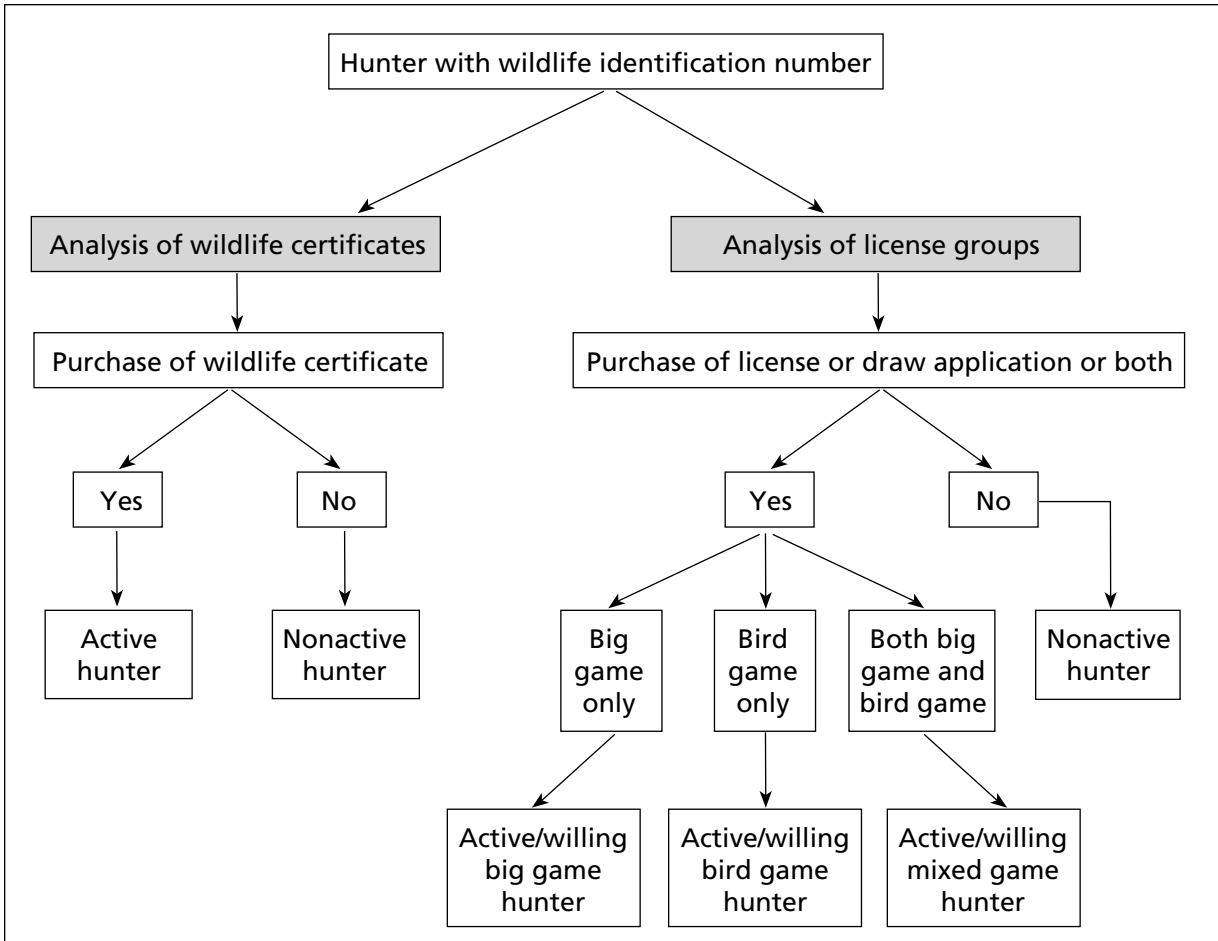 Hunter with wildlife identification number
Analysis of wildlife certificates
Analysis of license groups
Purchase of wildlife certificate
Purchase of license or draw application or both
Yes
No
Yes
No
Active
hunter
Nonactive
hunter
Big
game
only
Bird
game
only
Both big
game and
bird game
Nonactive
hunter
Active/willing
big game
hunter
Active/willing
bird game
hunter
Active/willing
mixed game
hunter